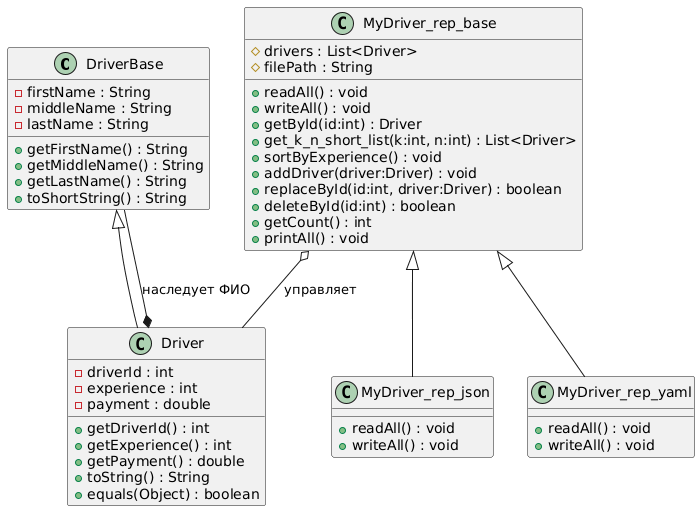 C DriverBase
firstName : String
middleName : String
lastName : String
getFirstName() : String
getMiddleName() : String
getLastName() : String
toShortString() : String
C MyDriver_rep_base
drivers : List<Driver>
filePath : String
readAll() : void
writeAll() : void
getById(id:int) : Driver
get_k_n_short_list(k:int, n:int) : List<Driver>
sortByExperience() : void
addDriver(driver:Driver) : void
replaceById(id:int, driver:Driver) : boolean
deleteById(id:int) : boolean
getCount() : int
printAll() : void
наследует ФИО
управляет
C Driver
driverId : int
experience : int
payment : double
getDriverId() : int
getExperience() : int
getPayment() : double
toString() : String
equals(Object) : boolean
C MyDriver_rep_json
readAll() : void
writeAll() : void
C MyDriver_rep_yaml
readAll() : void
writeAll() : void